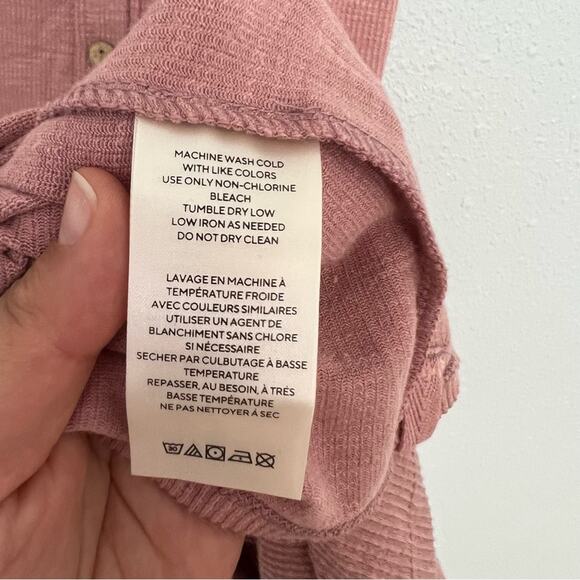 MACHINE WASH COLD
WITH LIKE COLORS
USE ONLY NON-CHLORINE
BLEACH
TUMBLE DRY LOW
LOW IRON AS NEEDED
DO NOT DRY CLEAN
LAVAGE EN MACHINE À
TEMPÉRATURE FROIDE
AVEC COULEURS SIMILAIRES
UTILISER UN AGENT DE
BLANCHIMENT SANS CHLORE
SI NÉCESSAIRE
SECHER PAR CULBUTAGE À BASSE
TEMPERATURE
REPASSER, AU BESOIN, À TRÉS
BASSE TEMPÉRATURE
NE PAS NETTOYER À SEC
30